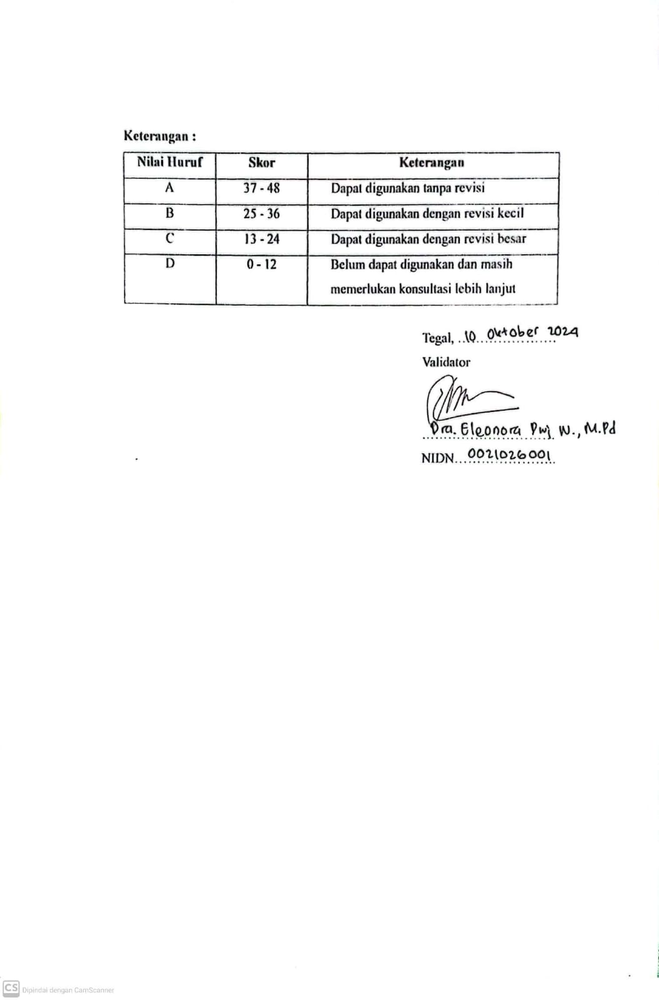 Keterangan :
Nilai Huruf Skor Keterangan
A 37 - 48 Dapat digunakan tanpa revisi
B 25 - 36 Dapat digunakan dengan revisi kecil
C 13 - 24 Dapat digunakan dengan revisi besar
D 0 - 12 Belum dapat digunakan dan masih
memerlukan konsultasi lebih lanjut
Tegal, 10 Oktober 2024
Validator
Dra. Eleonora Dwi W., M.Pd
NIDN. 0021026001
CS Dipindai dengan CamScanner